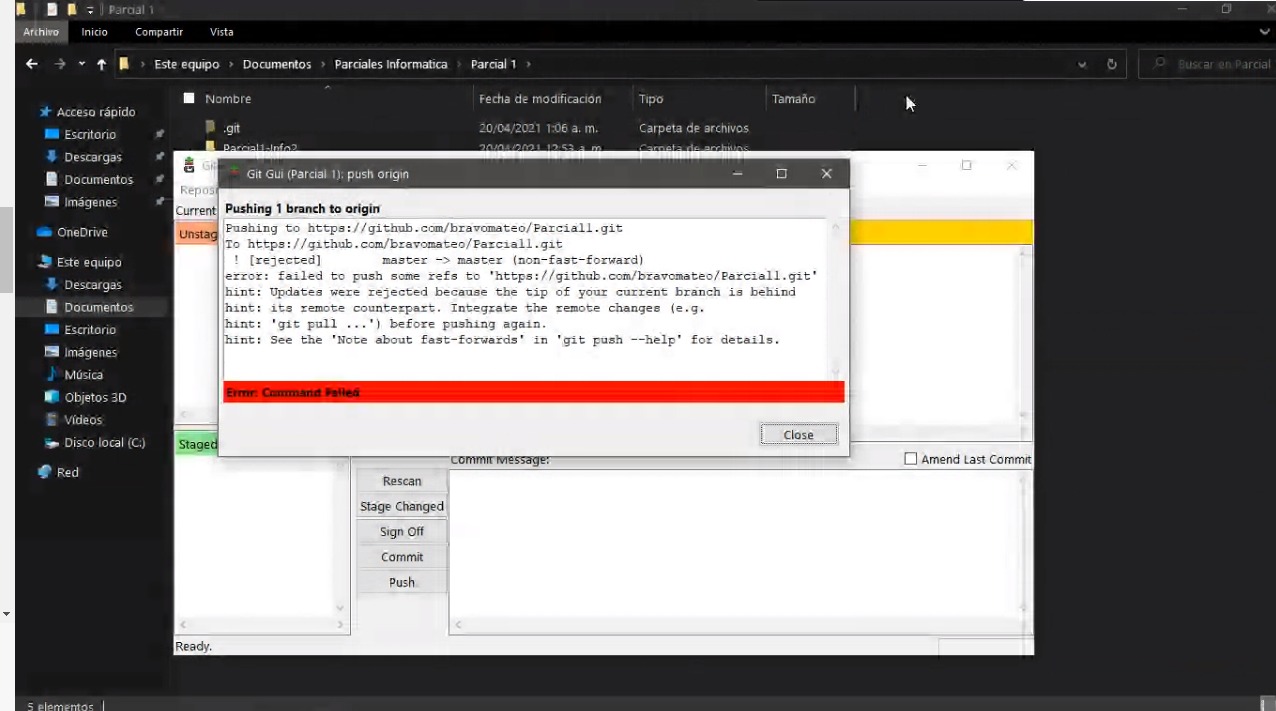 Parcial 1
Archivo Inicio Compartir Vista
Este equipo > Documentos > Parciales Informatica > Parcial 1 >
Buscar en Parcial
Nombre Fecha de modificación Tipo Tamaño
.git 20/04/2021 1:06 a. m. Carpeta de archivos
Parcial1-Info2 20/04/2021 12:53 a. m. Carpeta de archivos
Acceso rápido
Escritorio
Descargas
Documentos
Imágenes
OneDrive
Este equipo
Descargas
Documentos
Escritorio
Imágenes
Música
Objetos 3D
Vídeos
Disco local (C:)
Red
5 elementos
Git Gui (Parcial 1): push origin
Pushing 1 branch to origin
Pushing to https://github.com/bravomateo/Parcial1.git
To https://github.com/bravomateo/Parcial1.git
! [rejected] master -> master (non-fast-forward)
error: failed to push some refs to 'https://github.com/bravomateo/Parcial1.git'
hint: Updates were rejected because the tip of your current branch is behind
hint: its remote counterpart. Integrate the remote changes (e.g.
hint: 'git pull ...') before pushing again.
hint: See the 'Note about fast-forwards' in 'git push --help' for details.
Error: Command Failed
Close
Current
Staged
Commit Message:
Amend Last Commit
Rescan
Stage Changed
Sign Off
Commit
Push
Ready.